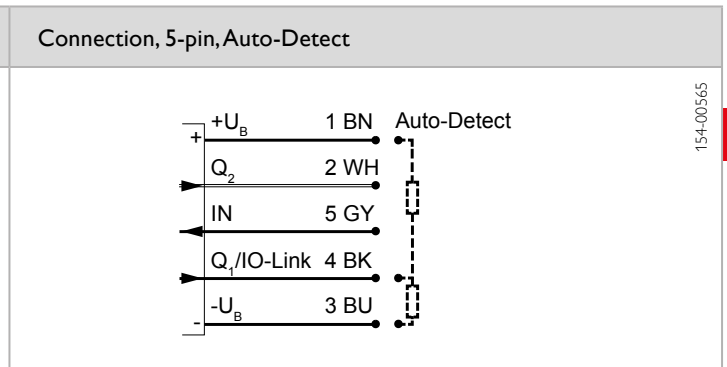 Connection, 5-pin, Auto-Detect
154-00565
+U_B 1 BN Auto-Detect
+
Q_2 2 WH
IN 5 GY
Q_1/IO-Link 4 BK
-U_B 3 BU
-